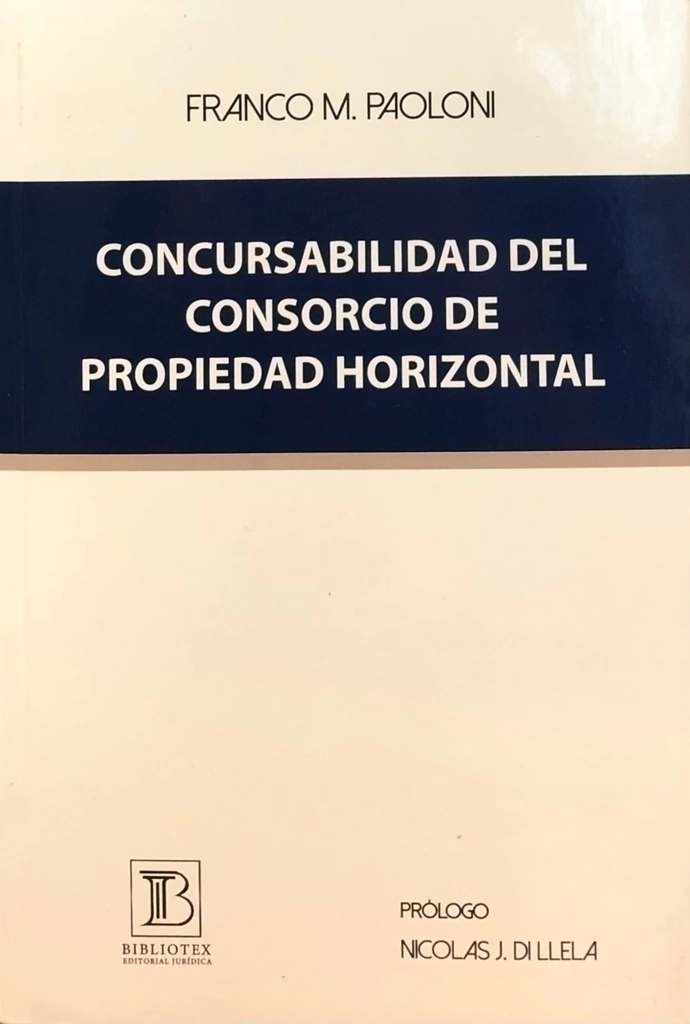 FRANCO M. PAOLONI
CONCURSABILIDAD DEL
CONSORCIO DE
PROPIEDAD HORIZONTAL
B
BIBLIOTEX
EDITORIAL JURÍDICA
PRÓLOGO
NICOLAS J. DI LLELA